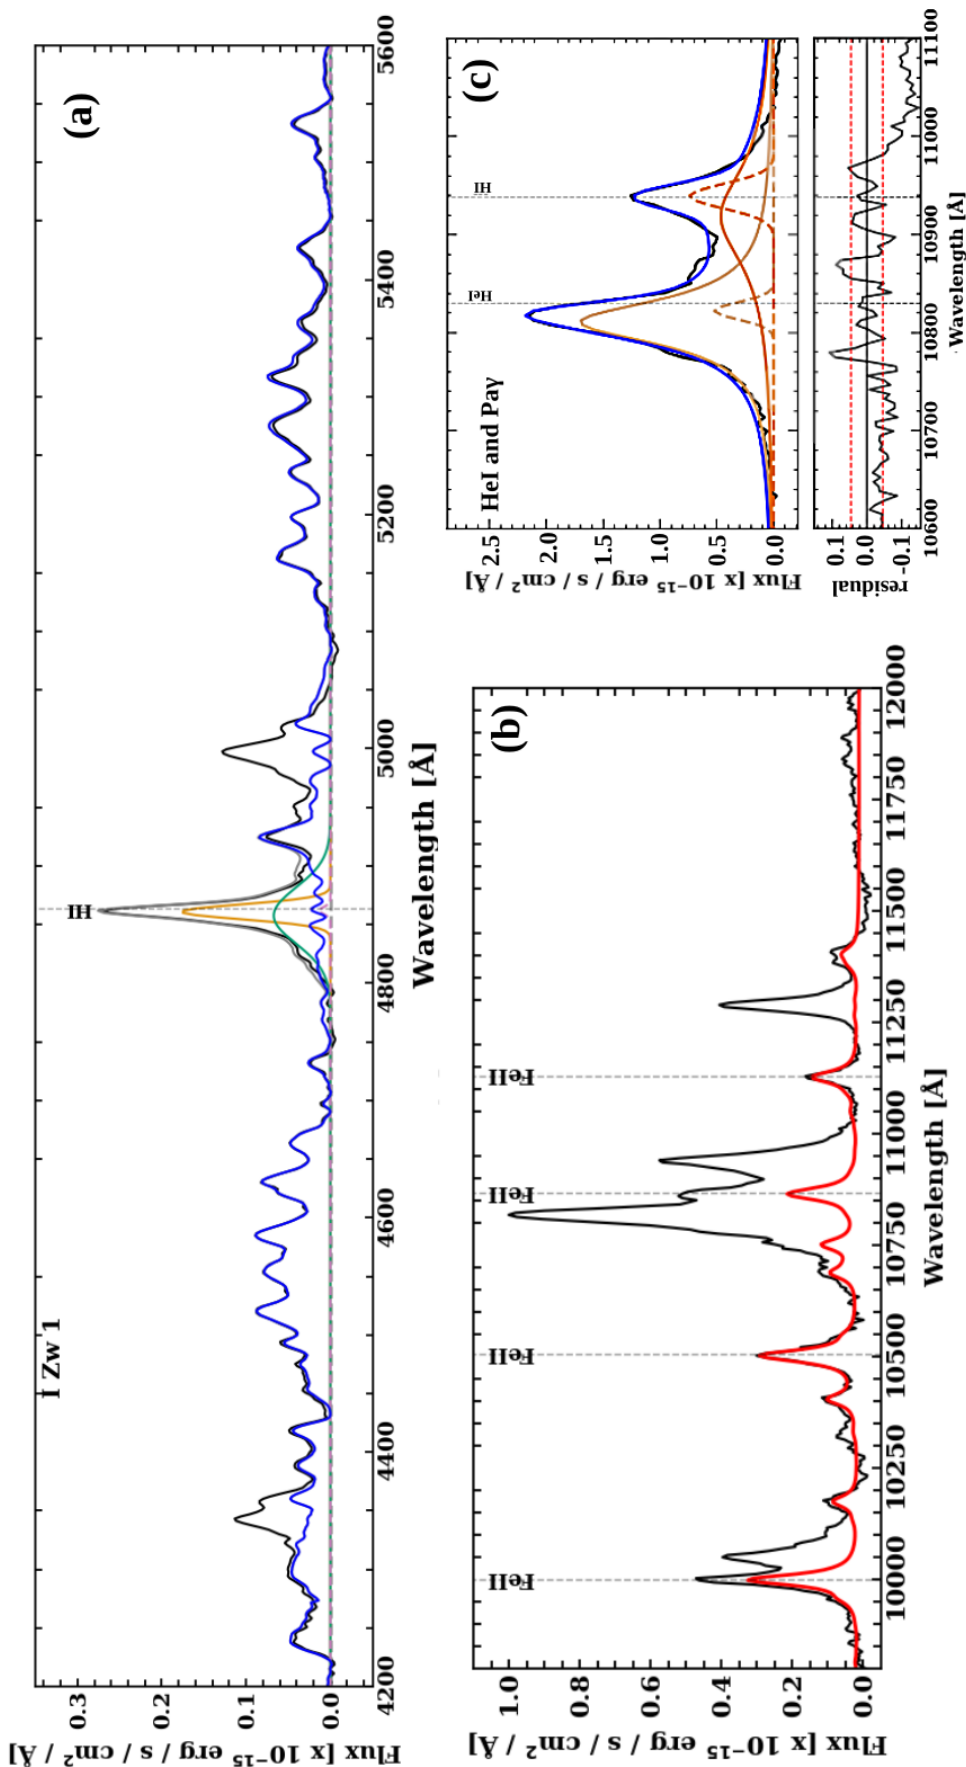 I Zw 1
HI
(a)
Flux [x 10⁻¹⁵ erg / s / cm² / Å]
0.3
0.2
0.1
0.0
4200 4400 4600 4800 5000 5200 5400 5600
Wavelength [Å]
(b)
FeII FeII FeII FeII
Flux [x 10⁻¹⁵ erg / s / cm² / Å]
1.0
0.8
0.6
0.4
0.2
0.0
10000 10250 10500 10750 11000 11250 11500 11750 12000
Wavelength [Å]
(c)
HeI and Paγ
HeI HI
Flux [x 10⁻¹⁵ erg / s / cm² / Å]
2.5
2.0
1.5
1.0
0.5
0.0
residual
0.1
0.0
-0.1
10600 10700 10800 10900 11000 11100
Wavelength [Å]